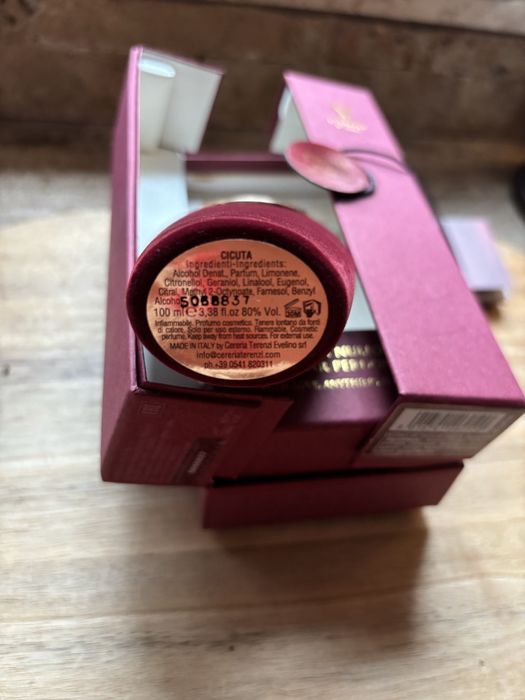 CICUTA
Ingredienti-Ingredients:
Alcohol Denat., Parfum, Limonene,
Citronellol, Geraniol, Linalool, Eugenol,
Citral, Methyl 2-Octynoate, Farnesol, Benzyl
Alcohol 5068837
100 ml e 3,38 fl.oz 80% Vol. 30M
Infiammabile. Profumo cosmetico. Tenere lontano da fonti
di calore. Solo per uso esterno. Flammable. Cosmetic
perfume. Keep away from heat sources. For external use.
MADE IN ITALY by Cereria Terenzi Evelino srl
info@cereriaterenzi.com
ph +39 0541 820311